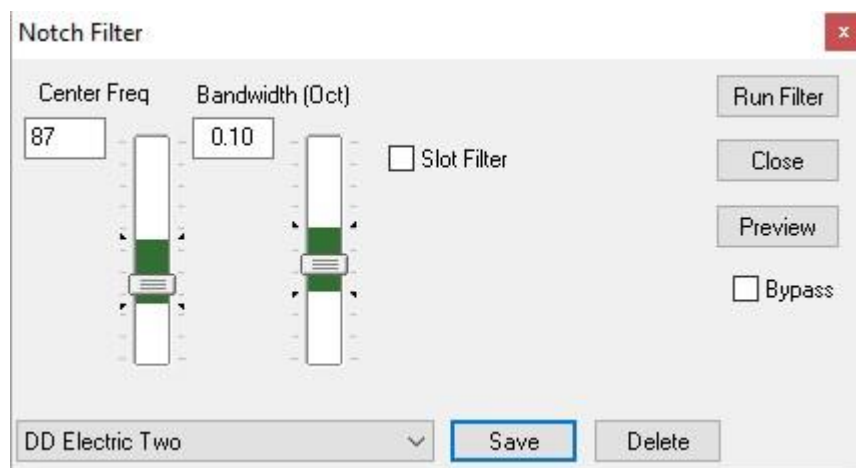 Notch Filter
x
Center Freq
Bandwidth (Oct)
87
0.10
Slot Filter
Run Filter
Close
Preview
Bypass
DD Electric Two
Save
Delete